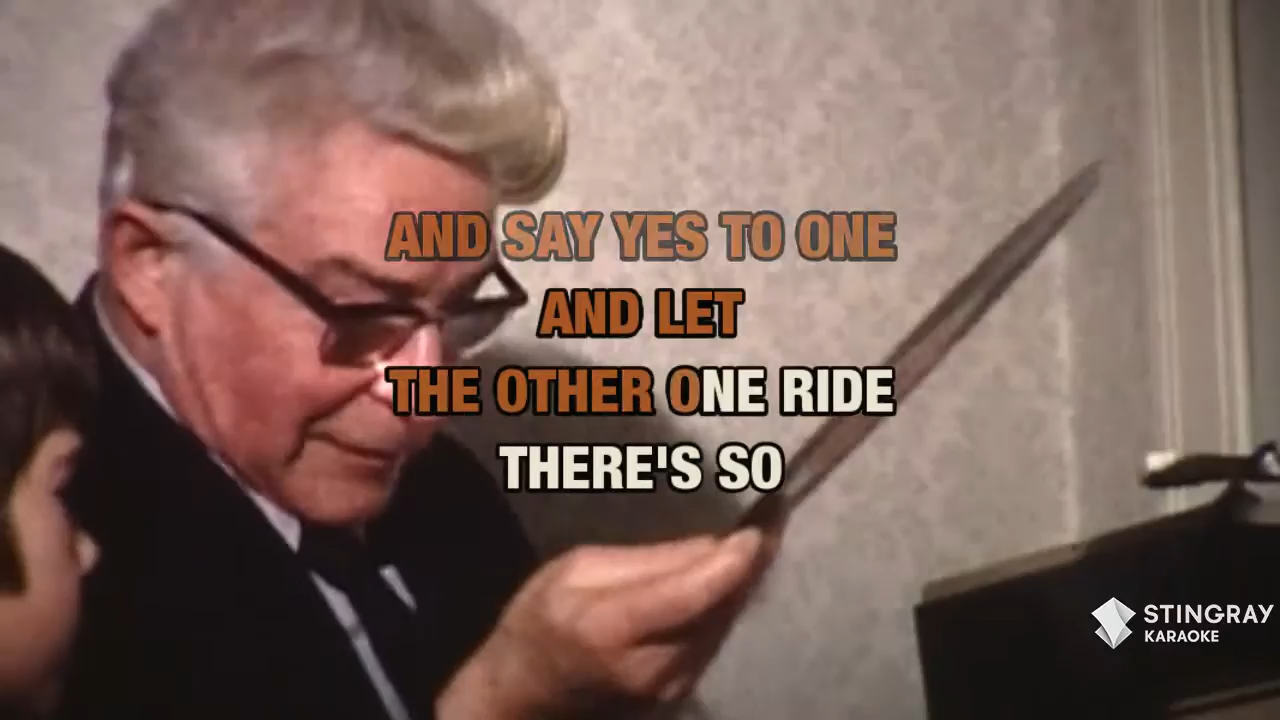 AND SAY YES TO ONE
AND LET
THE OTHER ONE RIDE
THERE'S SO
STINGRAY
KARAOKE